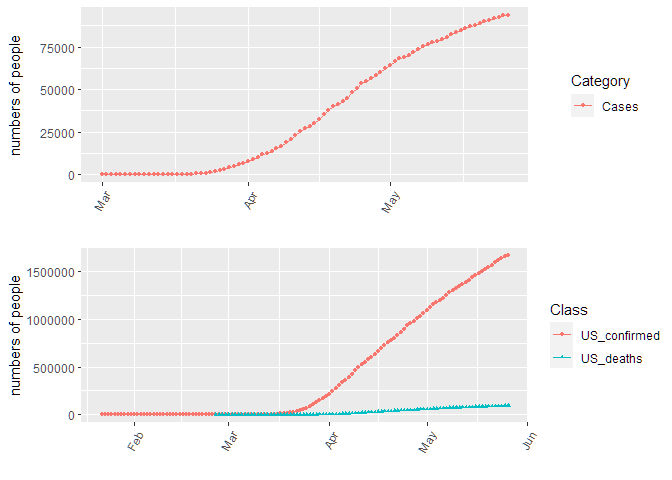 numbers of people
75000
50000
25000
0
Mar
Apr
May
Category
Cases
numbers of people
1500000
1000000
500000
0
Feb
Mar
Apr
May
Jun
Class
US_confirmed
US_deaths